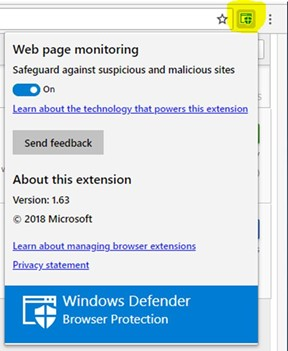 Web page monitoring
Safeguard against suspicious and malicious sites
On
Learn about the technology that powers this extension
Send feedback
About this extension
Version: 1.63
© 2018 Microsoft
Learn about managing browser extensions
Privacy statement
Windows Defender
Browser Protection